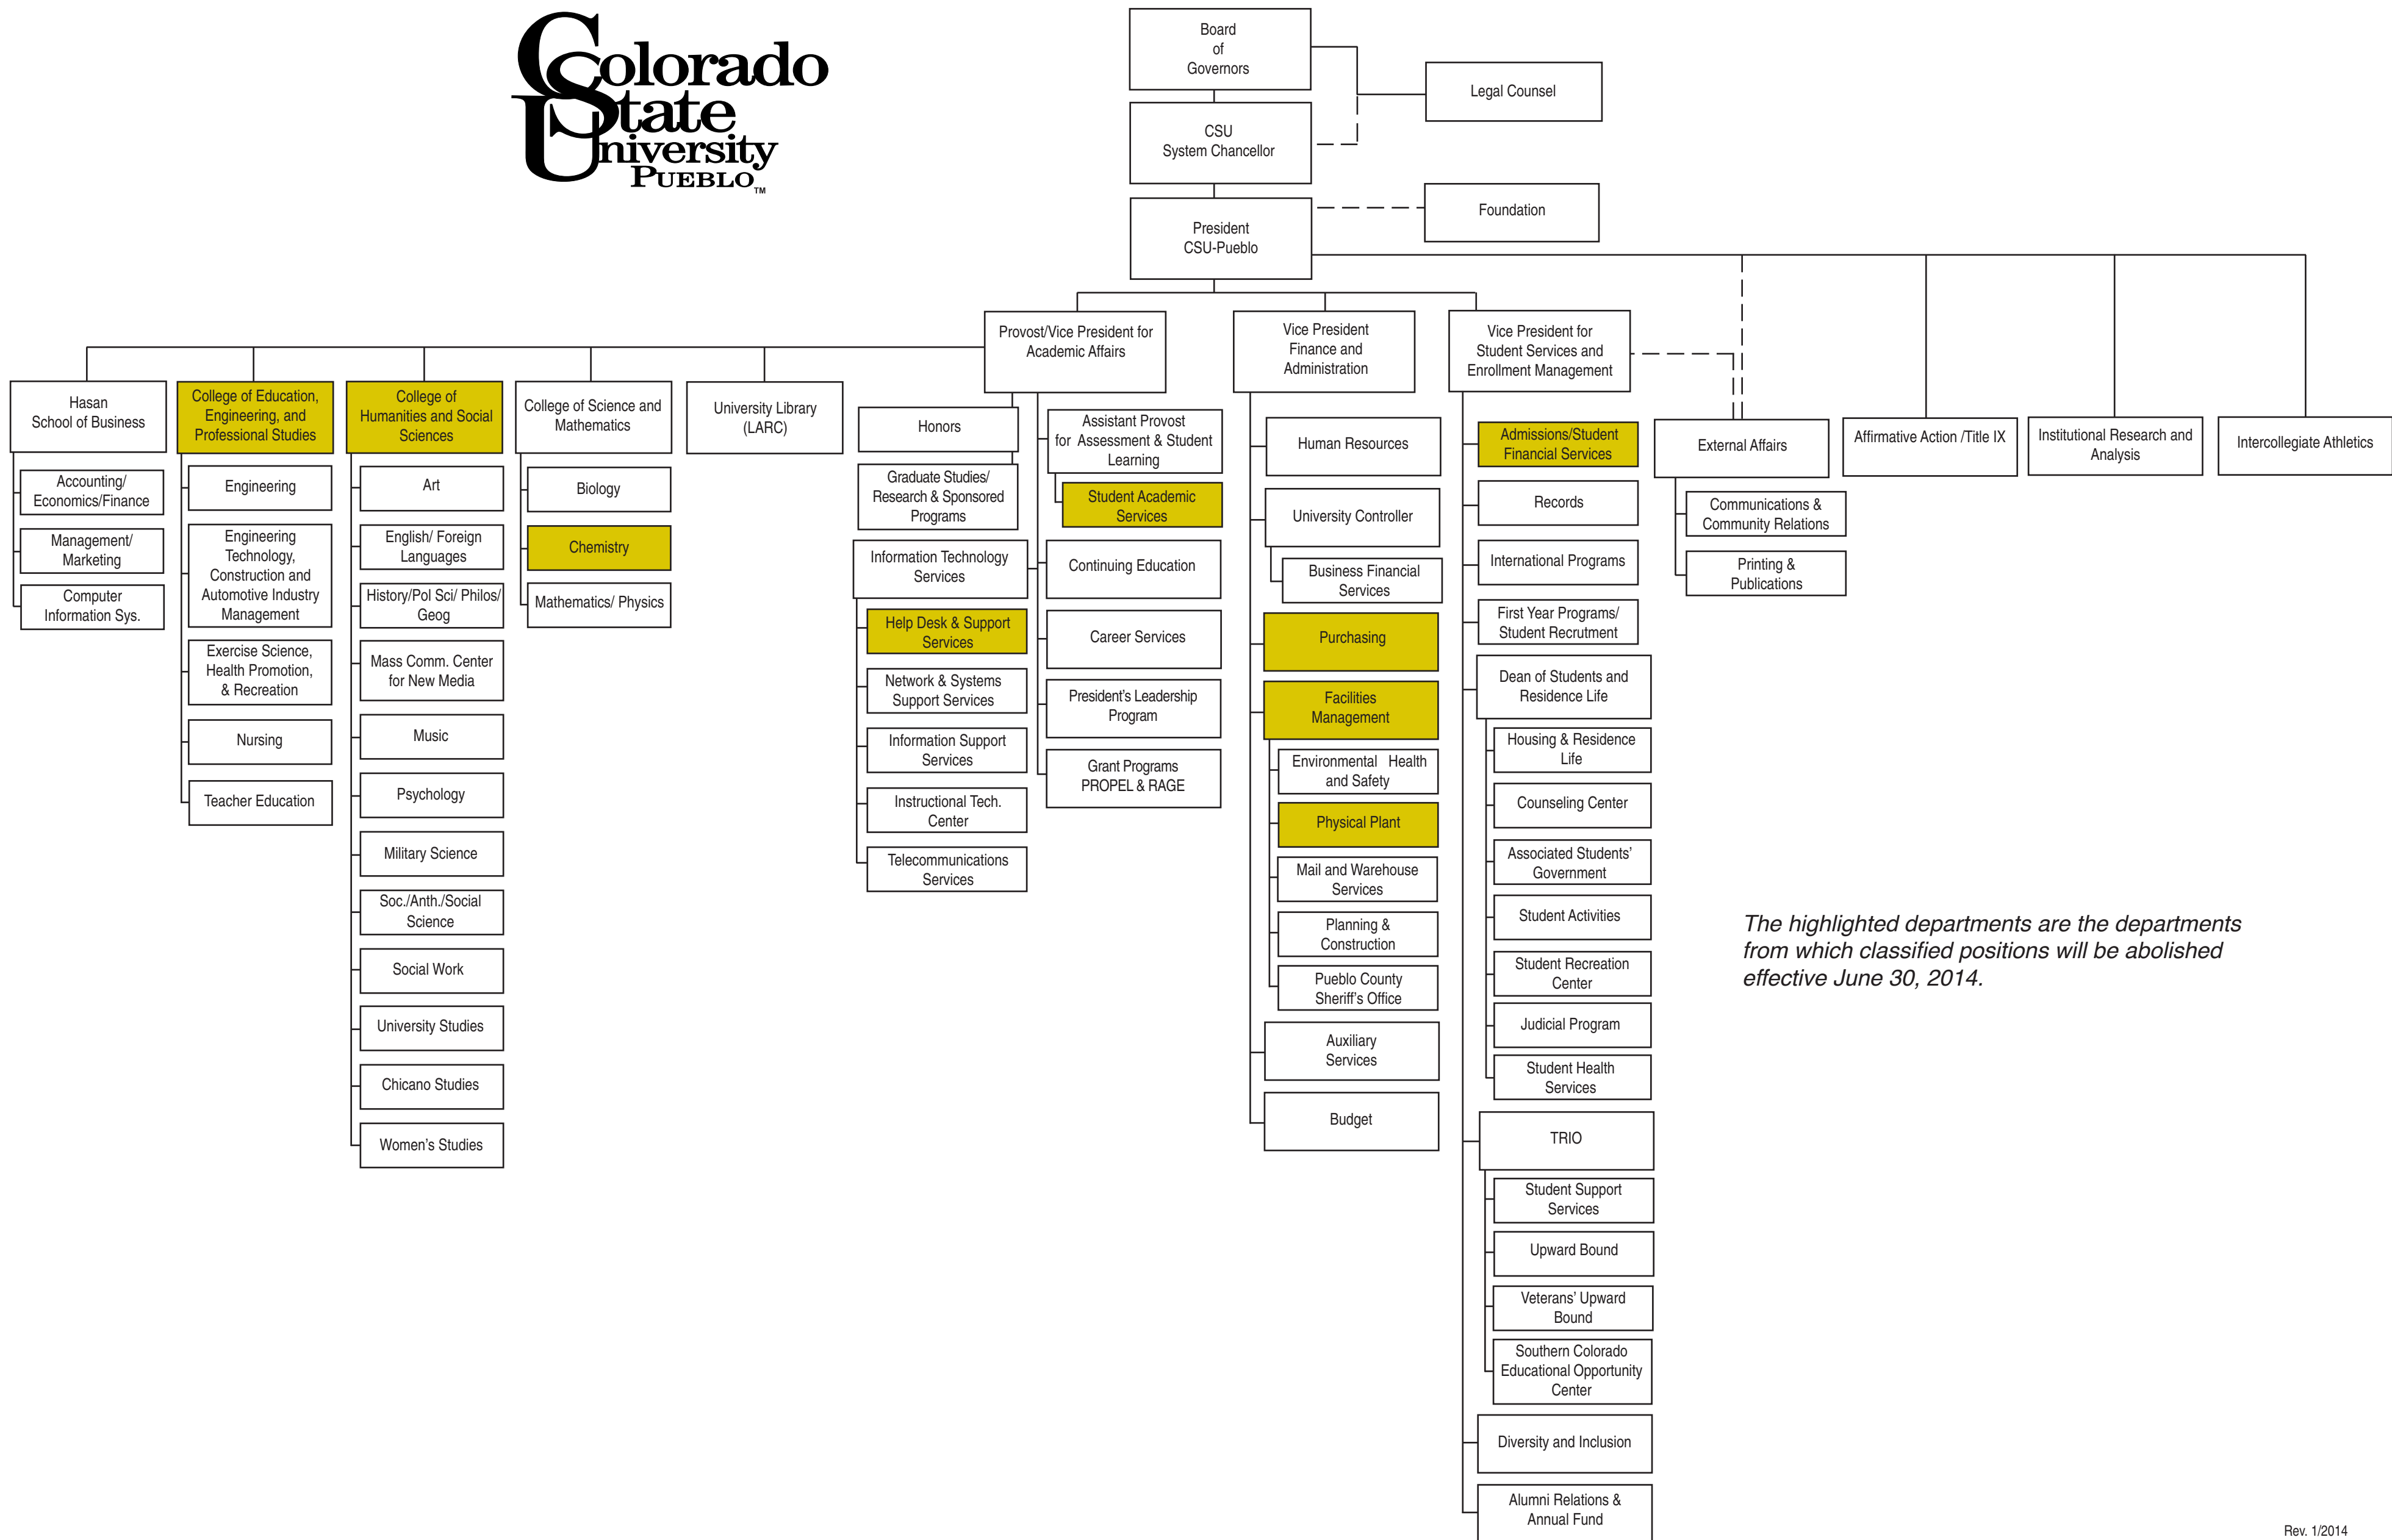 Colorado
State
University
PUEBLO™
Board
of
Governors
Legal Counsel
CSU
System Chancellor
Foundation
President
CSU-Pueblo
Provost/Vice President for
Academic Affairs
Vice President
Finance and
Administration
Vice President for
Student Services and
Enrollment Management
Hasan
School of Business
Accounting/
Economics/Finance
Management/
Marketing
Computer
Information Sys.
College of Education,
Engineering, and
Professional Studies
Engineering
Engineering
Technology,
Construction and
Automotive Industry
Management
Exercise Science,
Health Promotion,
& Recreation
Nursing
Teacher Education
College of
Humanities and Social
Sciences
Art
English/ Foreign
Languages
History/Pol Sci/ Philos/
Geog
Mass Comm. Center
for New Media
Music
Psychology
Military Science
Soc./Anth./Social
Science
Social Work
University Studies
Chicano Studies
Women's Studies
College of Science and
Mathematics
Biology
Chemistry
Mathematics/ Physics
University Library
(LARC)
Honors
Graduate Studies/
Research & Sponsored
Programs
Information Technology
Services
Help Desk & Support
Services
Network & Systems
Support Services
Information Support
Services
Instructional Tech.
Center
Telecommunications
Services
Assistant Provost
for Assessment & Student
Learning
Student Academic
Services
Continuing Education
Career Services
President's Leadership
Program
Grant Programs
PROPEL & RAGE
Human Resources
University Controller
Business Financial
Services
Purchasing
Facilities
Management
Environmental Health
and Safety
Physical Plant
Mail and Warehouse
Services
Planning &
Construction
Pueblo County
Sheriff's Office
Auxiliary
Services
Budget
Admissions/Student
Financial Services
Records
International Programs
First Year Programs/
Student Recrutment
Dean of Students and
Residence Life
Housing & Residence
Life
Counseling Center
Associated Students'
Government
Student Activities
Student Recreation
Center
Judicial Program
Student Health
Services
TRIO
Student Support
Services
Upward Bound
Veterans' Upward
Bound
Southern Colorado
Educational Opportunity
Center
Diversity and Inclusion
Alumni Relations &
Annual Fund
External Affairs
Communications &
Community Relations
Printing &
Publications
Affirmative Action /Title IX
Institutional Research and
Analysis
Intercollegiate Athletics
The highlighted departments are the departments
from which classified positions will be abolished
effective June 30, 2014.
Rev. 1/2014